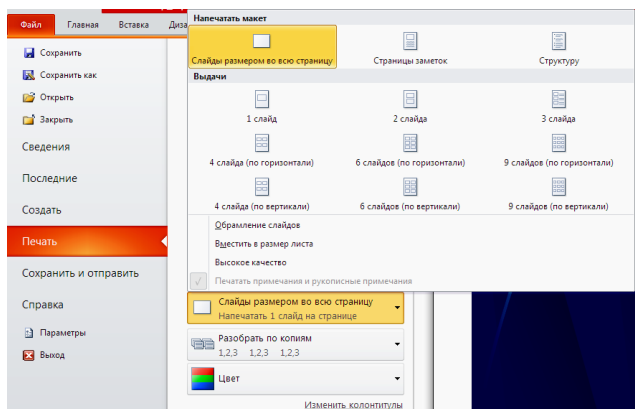 Файл Главная Вставка Диза
Сохранить
Сохранить как
Открыть
Закрыть
Сведения
Последние
Создать
Печать
Сохранить и отправить
Справка
Параметры
Выход
Напечатать макет
Слайды размером во всю страницу Страницы заметок Структуру
Выдачи
1 слайд 2 слайда 3 слайда
4 слайда (по горизонтали) 6 слайдов (по горизонтали) 9 слайдов (по горизонтали)
4 слайда (по вертикали) 6 слайдов (по вертикали) 9 слайдов (по вертикали)
Обрамление слайдов
Вместить в размер листа
Высокое качество
Печатать примечания и рукописные примечания
Слайды размером во всю страницу
Напечатать 1 слайд на странице
Разобрать по копиям
1,2,3 1,2,3 1,2,3
Цвет
Изменить колонтитулы